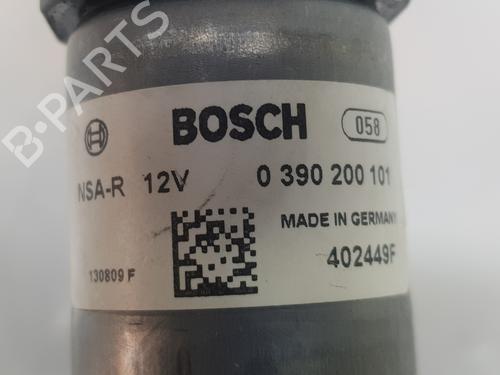 BOSCH 058
NSA-R 12V 0 390 200 101
MADE IN GERMANY
402449F
130809 F
B-PARTS